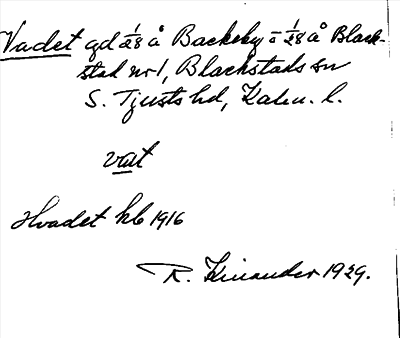 Vadet gd 1/28 å Backeby = 1/28 å Black-
stad nr 1, Blackstads sn
S. Tjusts hd, Kalm. l.
vat
Hvadet kb 1916
R. Kinander 1929.